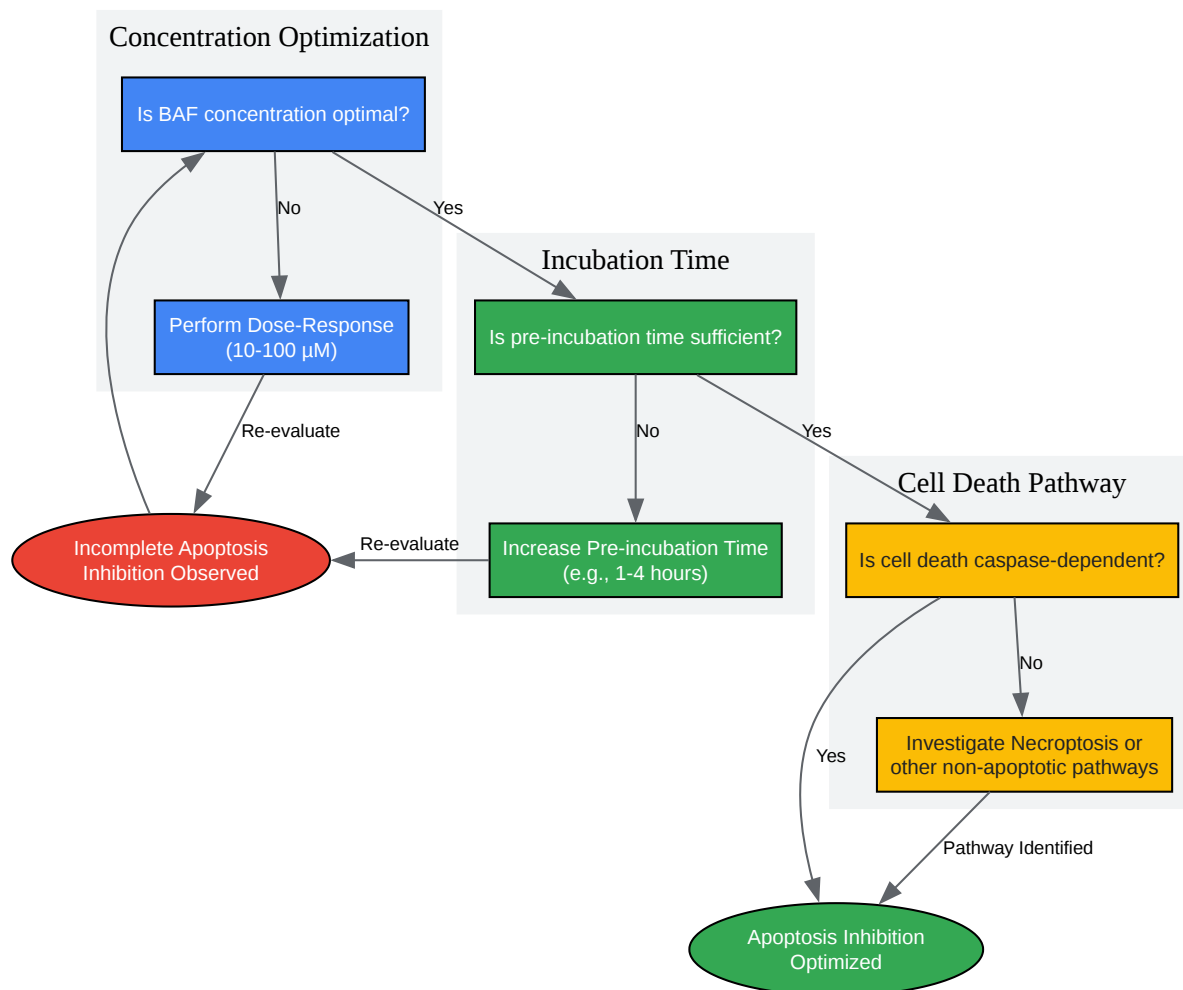 Concentration Optimization
Is BAF concentration optimal?
No
Yes
Perform Dose-Response
(10-100 µM)
Re-evaluate
Incomplete Apoptosis
Inhibition Observed
Incubation Time
Is pre-incubation time sufficient?
No
Yes
Increase Pre-incubation Time
(e.g., 1-4 hours)
Re-evaluate
Cell Death Pathway
Is cell death caspase-dependent?
No
Yes
Investigate Necroptosis or
other non-apoptotic pathways
Pathway Identified
Apoptosis Inhibition
Optimized